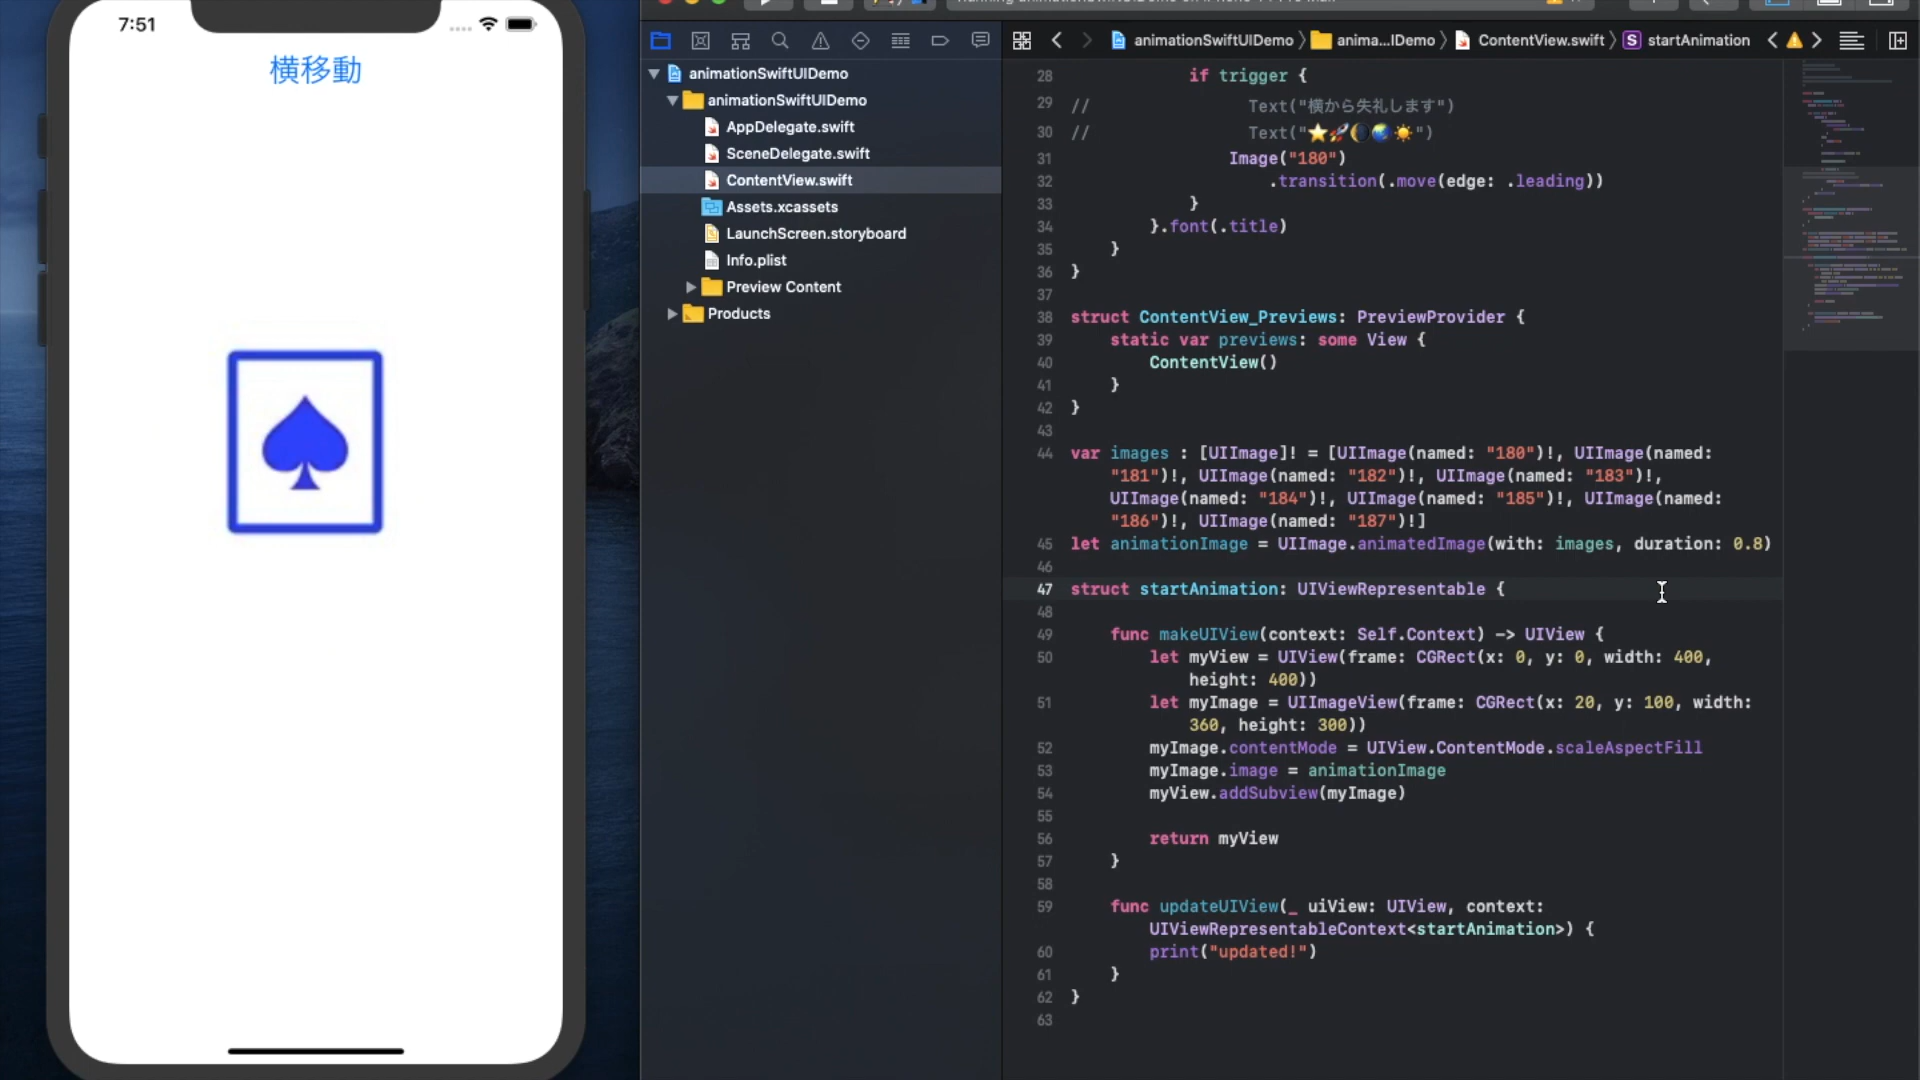 7:51
横移動
animationSwiftUIDemo
animationSwiftUIDemo
AppDelegate.swift
SceneDelegate.swift
ContentView.swift
Assets.xcassets
LaunchScreen.storyboard
Info.plist
Preview Content
Products
animationSwiftUIDemo
anima...IDemo
ContentView.swift
S startAnimation
28 if trigger {
29 // Text("横から失礼します")
30 // Text("⭐🚀🌘🌏☀️")
31 Image("180")
32 .transition(.move(edge: .leading))
33 }
34 }.font(.title)
35 }
36 }
37
38 struct ContentView_Previews: PreviewProvider {
39 static var previews: some View {
40 ContentView()
41 }
42 }
43
44 var images : [UIImage]! = [UIImage(named: "180")!, UIImage(named:
"181")!, UIImage(named: "182")!, UIImage(named: "183")!,
UIImage(named: "184")!, UIImage(named: "185")!, UIImage(named:
"186")!, UIImage(named: "187")!]
45 let animationImage = UIImage.animatedImage(with: images, duration: 0.8)
46
47 struct startAnimation: UIViewRepresentable {
48
49 func makeUIView(context: Self.Context) -> UIView {
50 let myView = UIView(frame: CGRect(x: 0, y: 0, width: 400,
height: 400))
51 let myImage = UIImageView(frame: CGRect(x: 20, y: 100, width:
360, height: 300))
52 myImage.contentMode = UIView.ContentMode.scaleAspectFill
53 myImage.image = animationImage
54 myView.addSubview(myImage)
55
56 return myView
57 }
58
59 func updateUIView(_ uiView: UIView, context:
UIViewRepresentableContext<startAnimation>) {
60 print("updated!")
61 }
62 }
63